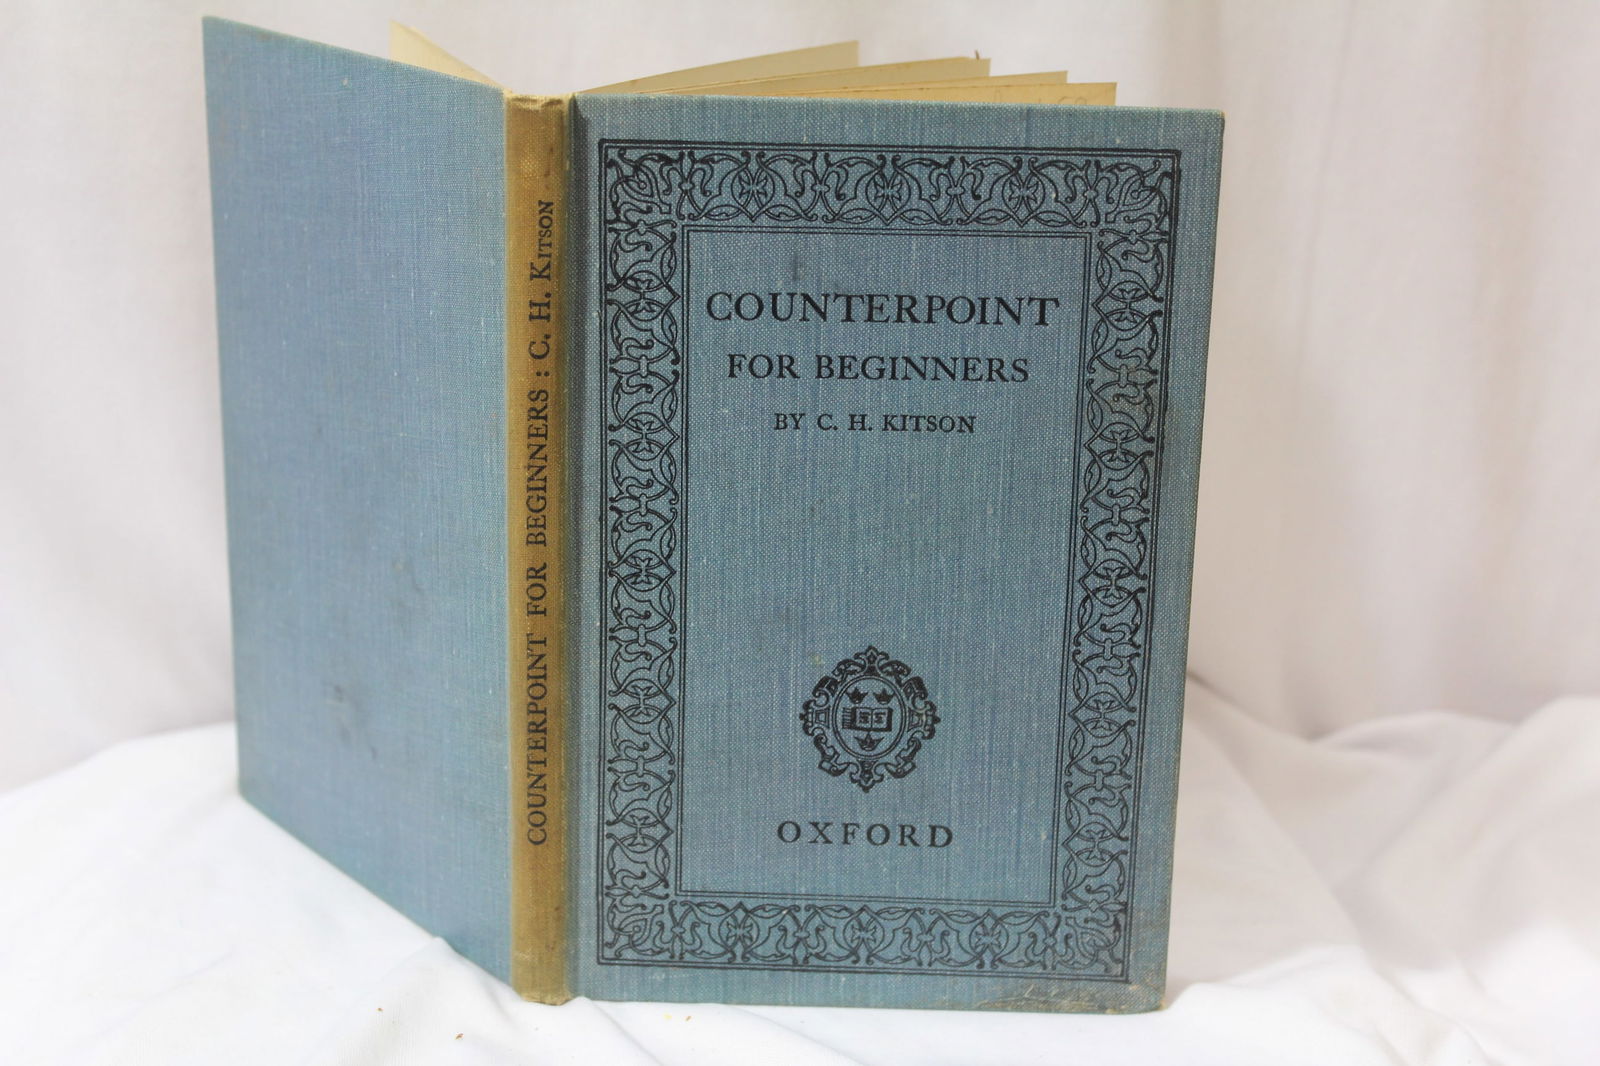 COUNTERPOINT FOR BEGINNERS : C. H. KITSON
COUNTERPOINT
FOR BEGINNERS
BY C. H. KITSON
OXFORD